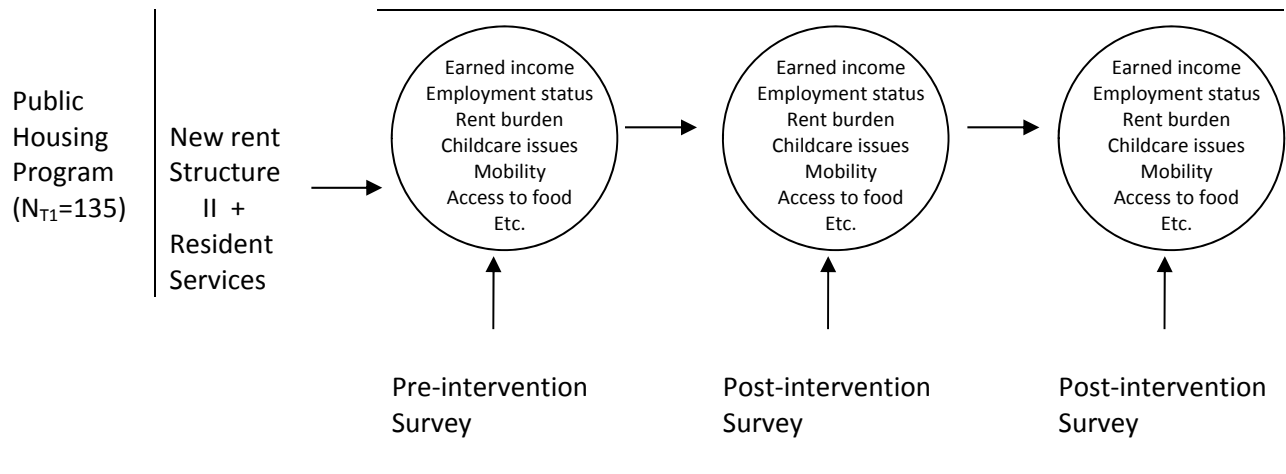 Public
Housing
Program
(N_T1=135)
New rent
Structure
II +
Resident
Services
Earned income
Employment status
Rent burden
Childcare issues
Mobility
Access to food
Etc.
Earned income
Employment status
Rent burden
Childcare issues
Mobility
Access to food
Etc.
Earned income
Employment status
Rent burden
Childcare issues
Mobility
Access to food
Etc.
Pre-intervention
Survey
Post-intervention
Survey
Post-intervention
Survey